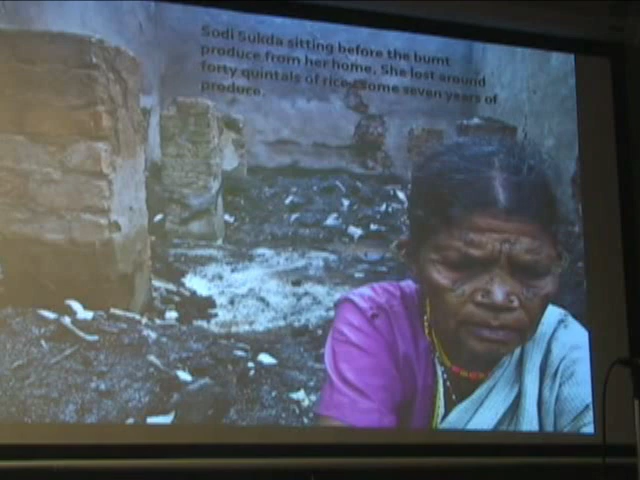 Sodi Sukda sitting before the burnt
produce from her home. She lost around
forty quintals of rice, some seven years of
produce.